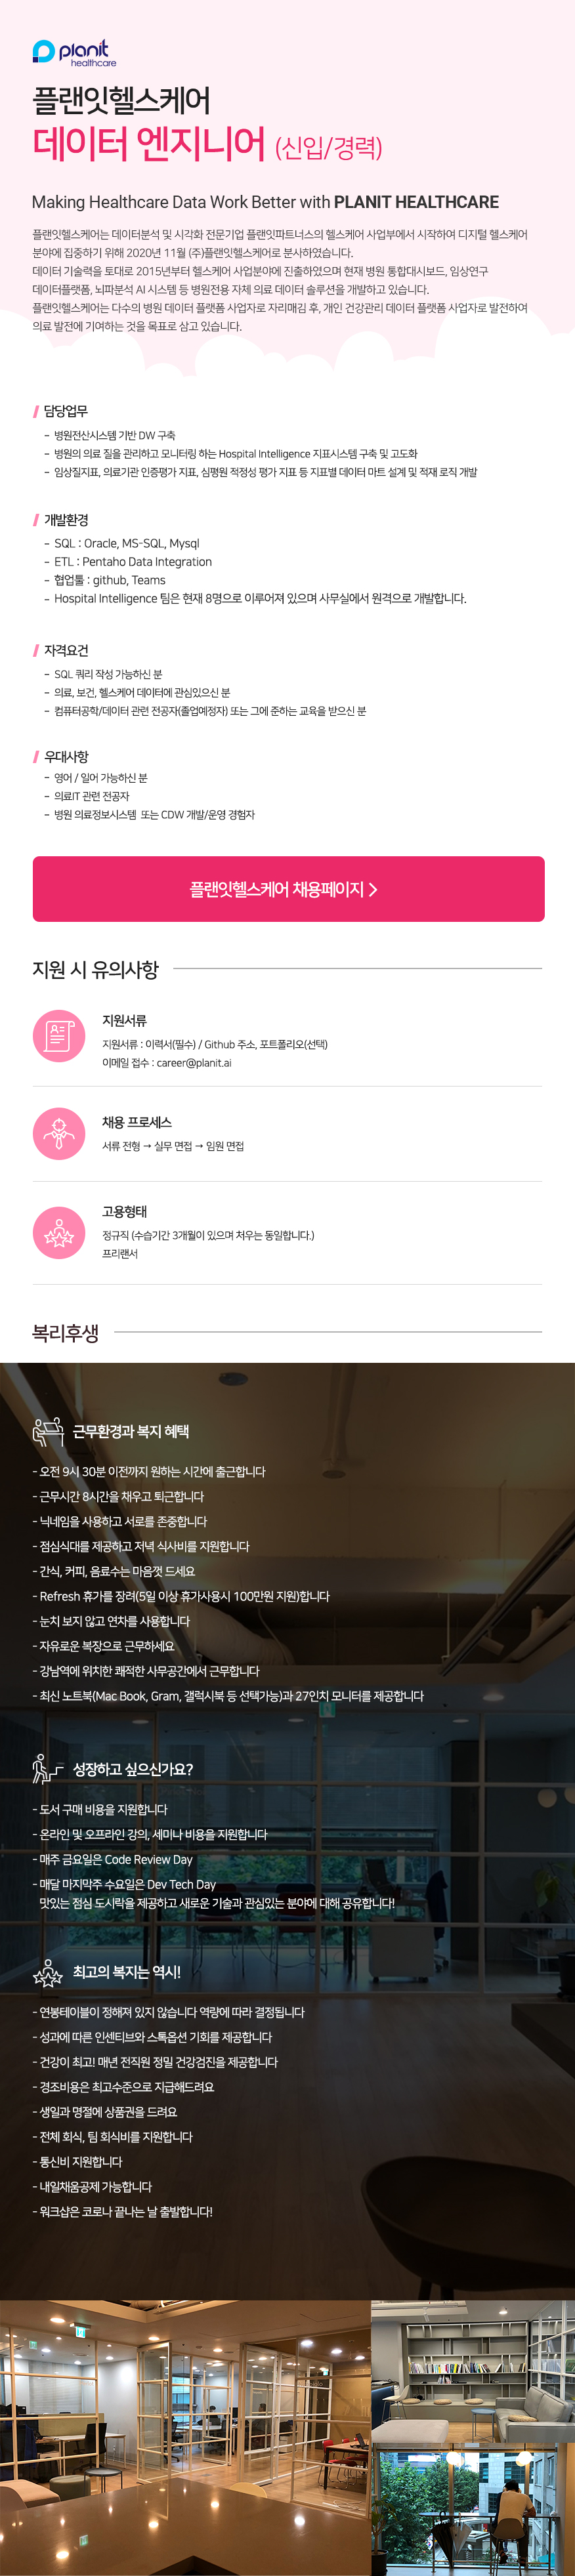 planit
healthcare
플랜잇헬스케어
데이터 엔지니어 (신입/경력)
Making Healthcare Data Work Better with PLANIT HEALTHCARE
플랜잇헬스케어는 데이터분석 및 시각화 전문기업 플랜잇파트너스의 헬스케어 사업부에서 시작하여 디지털 헬스케어
분야에 집중하기 위해 2020년 11월 (주)플랜잇헬스케어로 분사하였습니다.
데이터 기술력을 토대로 2015년부터 헬스케어 사업분야에 진출하였으며 현재 병원 통합대시보드, 임상연구
데이터플랫폼, 뇌파분석 AI 시스템 등 병원전용 자체 의료 데이터 솔루션을 개발하고 있습니다.
플랜잇헬스케어는 다수의 병원 데이터 플랫폼 사업자로 자리매김 후, 개인 건강관리 데이터 플랫폼 사업자로 발전하여
의료 발전에 기여하는 것을 목표로 삼고 있습니다.
담당업무
- 병원전산시스템 기반 DW 구축
- 병원의 의료 질을 관리하고 모니터링 하는 Hospital Intelligence 지표시스템 구축 및 고도화
- 임상질지표, 의료기관 인증평가 지표, 심평원 적정성 평가 지표 등 지표별 데이터 마트 설계 및 적재 로직 개발
개발환경
- SQL : Oracle, MS-SQL, Mysql
- ETL : Pentaho Data Integration
- 협업툴 : github, Teams
- Hospital Intelligence 팀은 현재 8명으로 이루어져 있으며 사무실에서 원격으로 개발합니다.
자격요건
- SQL 쿼리 작성 가능하신 분
- 의료, 보건, 헬스케어 데이터에 관심있으신 분
- 컴퓨터공학/데이터 관련 전공자(졸업예정자) 또는 그에 준하는 교육을 받으신 분
우대사항
- 영어 / 일어 가능하신 분
- 의료IT 관련 전공자
- 병원 의료정보시스템 또는 CDW 개발/운영 경험자
플랜잇헬스케어 채용페이지 >
지원 시 유의사항
지원서류
지원서류 : 이력서(필수) / Github 주소, 포트폴리오(선택)
이메일 접수 : career@planit.ai
채용 프로세스
서류 전형 → 실무 면접 → 임원 면접
고용형태
정규직 (수습기간 3개월이 있으며 처우는 동일합니다.)
프리랜서
복리후생
근무환경과 복지 혜택
- 오전 9시 30분 이전까지 원하는 시간에 출근합니다
- 근무시간 8시간을 채우고 퇴근합니다
- 닉네임을 사용하고 서로를 존중합니다
- 점심식대를 제공하고 저녁 식사비를 지원합니다
- 간식, 커피, 음료수는 마음껏 드세요
- Refresh 휴가를 장려(5일 이상 휴가사용시 100만원 지원)합니다
- 눈치 보지 않고 연차를 사용합니다
- 자유로운 복장으로 근무하세요
- 강남역에 위치한 쾌적한 사무공간에서 근무합니다
- 최신 노트북(Mac Book, Gram, 갤럭시북 등 선택가능)과 27인치 모니터를 제공합니다
성장하고 싶으신가요?
- 도서 구매 비용을 지원합니다
- 온라인 및 오프라인 강의, 세미나 비용을 지원합니다
- 매주 금요일은 Code Review Day
- 매달 마지막주 수요일은 Dev Tech Day
맛있는 점심 도시락을 제공하고 새로운 기술과 관심있는 분야에 대해 공유합니다!
최고의 복지는 역시!
- 연봉테이블이 정해져 있지 않습니다 역량에 따라 결정됩니다
- 성과에 따른 인센티브와 스톡옵션 기회를 제공합니다
- 건강이 최고! 매년 전직원 정밀 건강검진을 제공합니다
- 경조비용은 최고수준으로 지급해드려요
- 생일과 명절에 상품권을 드려요
- 전체 회식, 팀 회식비를 지원합니다
- 통신비 지원합니다
- 내일채움공제 가능합니다
- 워크샵은 코로나 끝나는 날 출발합니다!